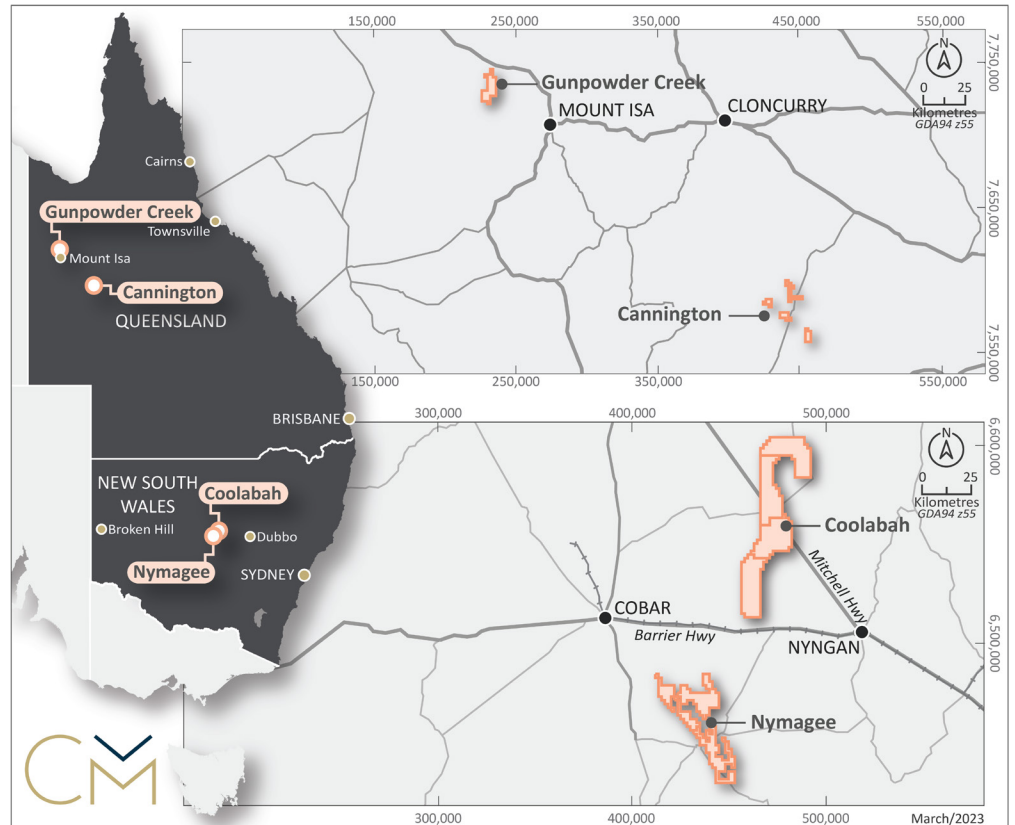 150,000
250,000
350,000
450,000
550,000
7,750,000
7,650,000
7,550,000
N
0 25
Kilometres
GDA94 z55
Gunpowder Creek
MOUNT ISA
CLONCURRY
Cannington
150,000
250,000
350,000
450,000
550,000
Cairns
Gunpowder Creek
Townsville
Mount Isa
Cannington
QUEENSLAND
BRISBANE
NEW SOUTH
WALES
Coolabah
Broken Hill
Dubbo
Nymagee
SYDNEY
300,000
400,000
500,000
6,600,000
6,500,000
N
0 25
Kilometres
GDA94 z55
Coolabah
Mitchell Hwy
COBAR
Barrier Hwy
NYNGAN
Nymagee
300,000
400,000
500,000
March/2023
CM